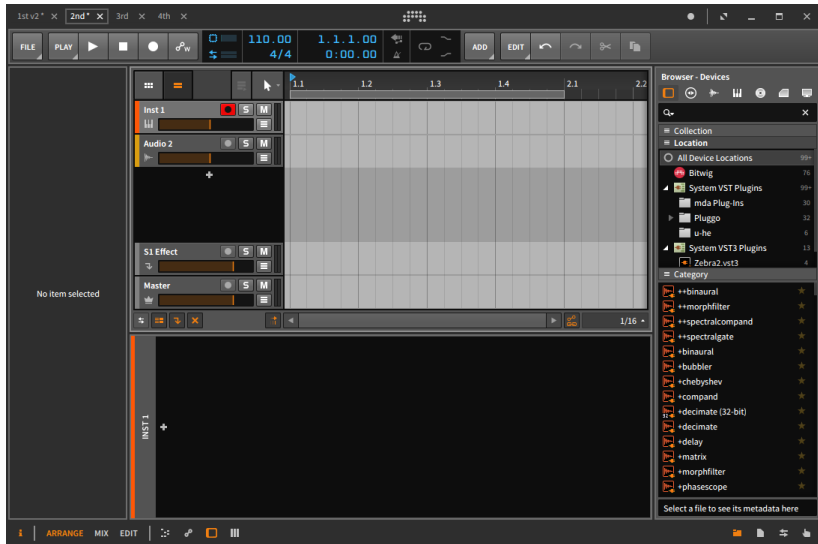 1st v2* × 2nd* × 3rd × 4th ×
FILE PLAY 110.00 4/4 1.1.1.00 0:00.00 ADD EDIT
No item selected
1.1 1.2 1.3 1.4 2.1 2.2
Inst 1 S M
Audio 2 S M
+
S1 Effect S M
Master S M
1/16
INST 1 +
Browser - Devices
Collection
Location
All Device Locations 99+
Bitwig 76
System VST Plugins 99+
mda Plug-Ins 30
Pluggo 32
u-he 6
System VST3 Plugins 13
Zebra2.vst3 4
Category
++binaural
++morphfilter
++spectralcompand
++spectralgate
+binaural
+bubbler
+chebyshev
+compand
32 +decimate (32-bit)
+decimate
+delay
+matrix
+morphfilter
+phasescope
Select a file to see its metadata here
i ARRANGE MIX EDIT